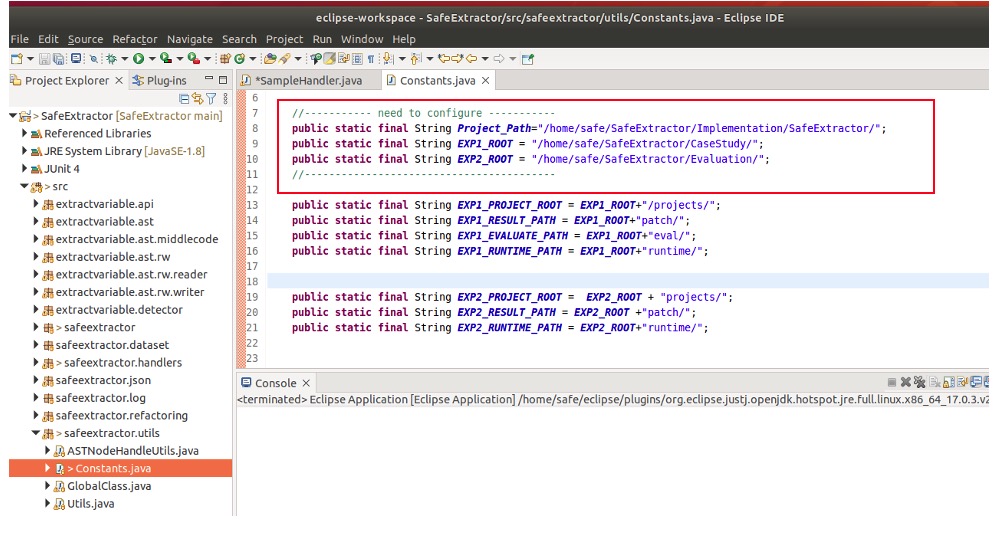 eclipse-workspace - SafeExtractor/src/safeextractor/utils/Constants.java - Eclipse IDE
File Edit Source Refactor Navigate Search Project Run Window Help
Project Explorer
Plug-ins
> SafeExtractor [SafeExtractor main]
Referenced Libraries
JRE System Library [JavaSE-1.8]
JUnit 4
> src
extractvariable.api
extractvariable.ast
extractvariable.ast.middlecode
extractvariable.ast.rw
extractvariable.ast.rw.reader
extractvariable.ast.rw.writer
extractvariable.detector
> safeextractor
safeextractor.dataset
> safeextractor.handlers
safeextractor.json
safeextractor.log
safeextractor.refactoring
> safeextractor.utils
ASTNodeHandleUtils.java
> Constants.java
GlobalClass.java
Utils.java
*SampleHandler.java
Constants.java
6
7 //----------- need to configure -----------
8 public static final String Project_Path="/home/safe/SafeExtractor/Implementation/SafeExtractor/";
9 public static final String EXP1_ROOT = "/home/safe/SafeExtractor/CaseStudy/";
10 public static final String EXP2_ROOT = "/home/safe/SafeExtractor/Evaluation/";
11 //-----------------------------------------
12
13 public static final String EXP1_PROJECT_ROOT = EXP1_ROOT+"/projects/";
14 public static final String EXP1_RESULT_PATH = EXP1_ROOT+"patch/";
15 public static final String EXP1_EVALUATE_PATH = EXP1_ROOT+"eval/";
16 public static final String EXP1_RUNTIME_PATH = EXP1_ROOT+"runtime/";
17
18
19 public static final String EXP2_PROJECT_ROOT =  EXP2_ROOT + "projects/";
20 public static final String EXP2_RESULT_PATH = EXP2_ROOT +"patch/";
21 public static final String EXP2_RUNTIME_PATH = EXP2_ROOT+"runtime/";
22
23
Console
<terminated> Eclipse Application [Eclipse Application] /home/safe/eclipse/plugins/org.eclipse.justj.openjdk.hotspot.jre.full.linux.x86_64_17.0.3.v2